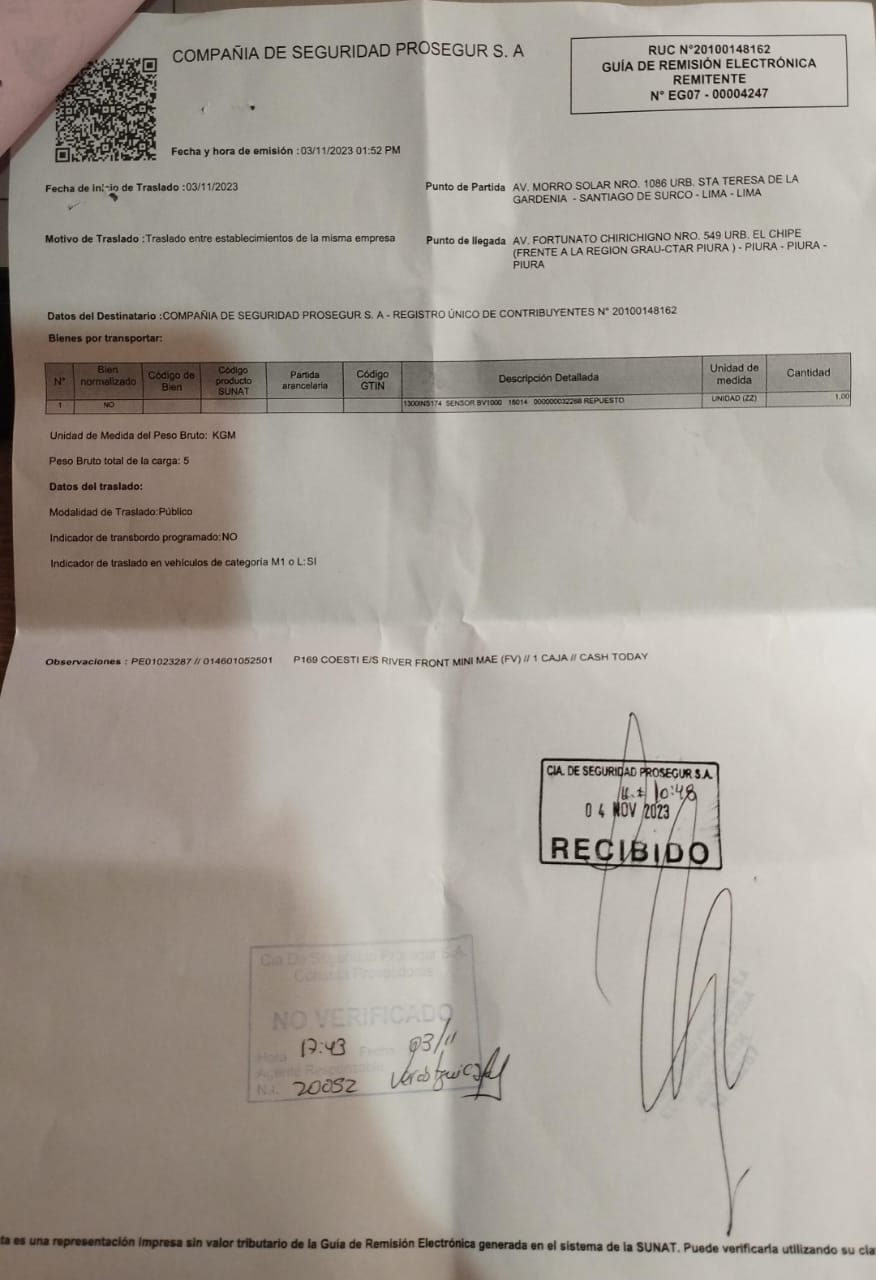 COMPAÑIA DE SEGURIDAD PROSEGUR S. A
RUC N°20100148162
GUÍA DE REMISIÓN ELECTRÓNICA
REMITENTE
N° EG07 - 00004247
Fecha y hora de emisión :03/11/2023 01:52 PM
Fecha de inicio de Traslado :03/11/2023
Punto de Partida AV. MORRO SOLAR NRO. 1086 URB. STA TERESA DE LA
GARDENIA - SANTIAGO DE SURCO - LIMA - LIMA
Motivo de Traslado :Traslado entre establecimientos de la misma empresa
Punto de llegada AV. FORTUNATO CHIRICHIGNO NRO. 549 URB. EL CHIPE
(FRENTE A LA REGION GRAU-CTAR PIURA ) - PIURA - PIURA -
PIURA
Datos del Destinatario :COMPAÑIA DE SEGURIDAD PROSEGUR S. A - REGISTRO ÚNICO DE CONTRIBUYENTES N° 20100148162
Bienes por transportar:
N° Bien normalizado Código de Bien Código producto SUNAT Partida arancelaria Código GTIN Descripción Detallada Unidad de medida Cantidad
1 NO 1300INS174 SENSOR BV1000 16014 000000032268 REPUESTO UNIDAD (ZZ) 1.00
Unidad de Medida del Peso Bruto: KGM
Peso Bruto total de la carga: 5
Datos del traslado:
Modalidad de Traslado:Público
Indicador de transbordo programado:NO
Indicador de traslado en vehículos de categoría M1 o L:SI
Observaciones : PE01023287 // 014601052501 P169 COESTI E/S RIVER FRONT MINI MAE (FV) // 1 CAJA // CASH TODAY
CIA. DE SEGURIDAD PROSEGUR S.A.
10:48
04 NOV 2023
RECIBIDO
Cia De Seguridad Prosegur S.A.
NO VERIFICADO
Hora 17:43 Fecha 03/11
Agente Responsable
N.I. 20052
ta es una representación impresa sin valor tributario de la Guía de Remisión Electrónica generada en el sistema de la SUNAT. Puede verificarla utilizando su cla